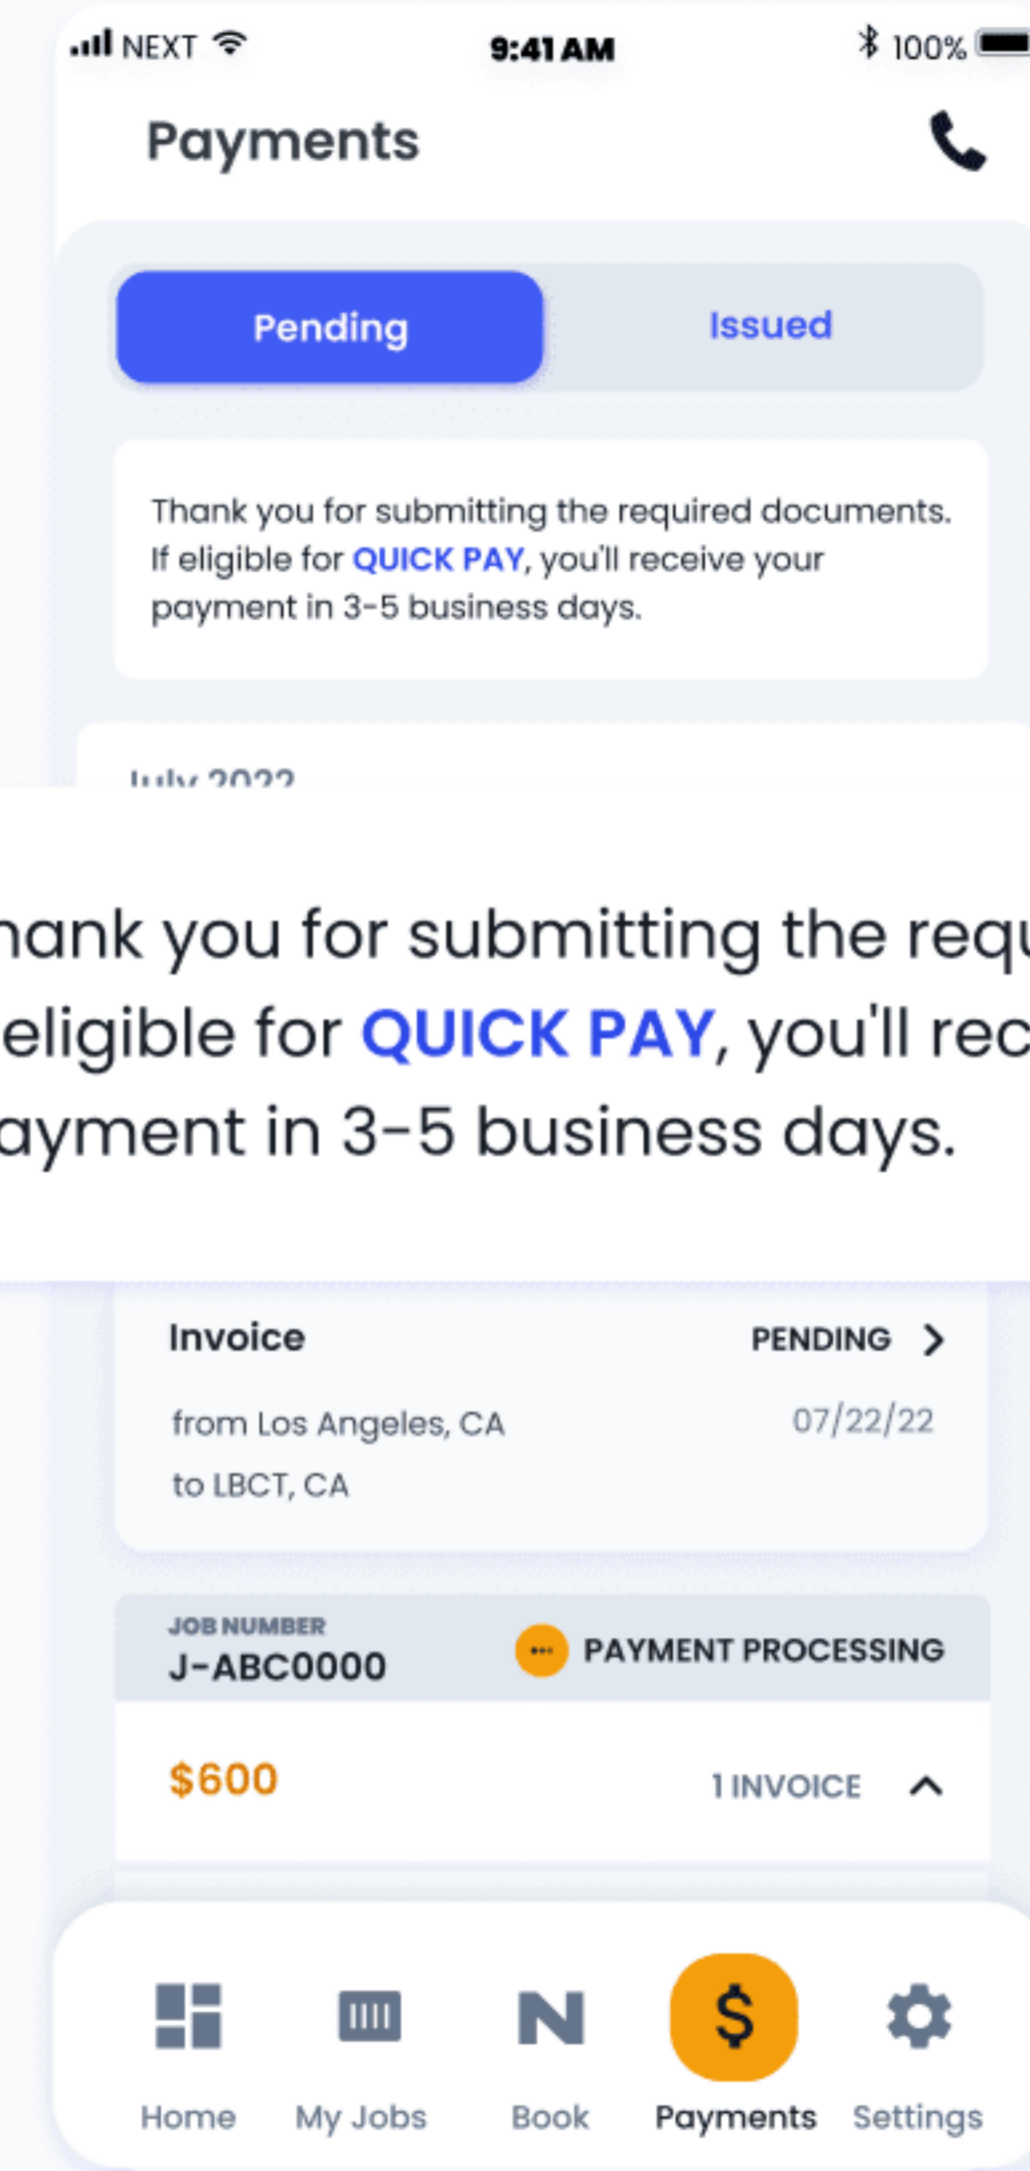 NEXT 9:41 AM 100%
Payments
Pending Issued
Thank you for submitting the required documents.
If eligible for QUICK PAY, you'll receive your
payment in 3-5 business days.
July 2022
hank you for submitting the requ
eligible for QUICK PAY, you'll rec
ayment in 3-5 business days.
Invoice PENDING
from Los Angeles, CA 07/22/22
to LBCT, CA
JOB NUMBER
J-ABC0000 PAYMENT PROCESSING
$600 1 INVOICE
N $
Home My Jobs Book Payments Settings